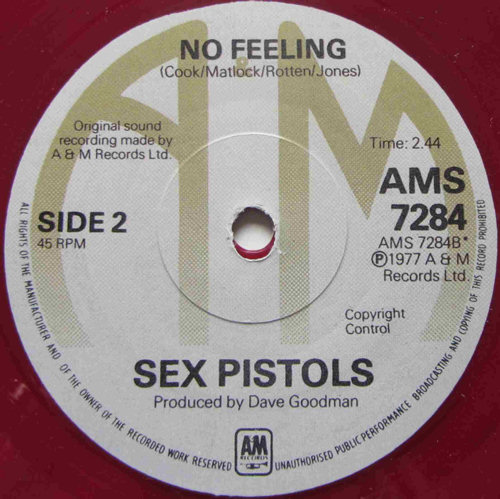 NO FEELING
(Cook/Matlock/Rotten/Jones)
Original sound
recording made by
A & M Records Ltd.
Time: 2.44
SIDE 2
45 RPM
AMS
7284
AMS 7284B*
Ⓟ1977 A & M
Records Ltd.
Copyright
Control
SEX PISTOLS
Produced by Dave Goodman
AM
RECORDS
ALL RIGHTS OF THE MANUFACTURER AND OF THE OWNER OF THE RECORDED WORK RESERVED
UNAUTHORISED PUBLIC PERFORMANCE BROADCASTING AND COPYING OF THIS RECORD PROHIBITED